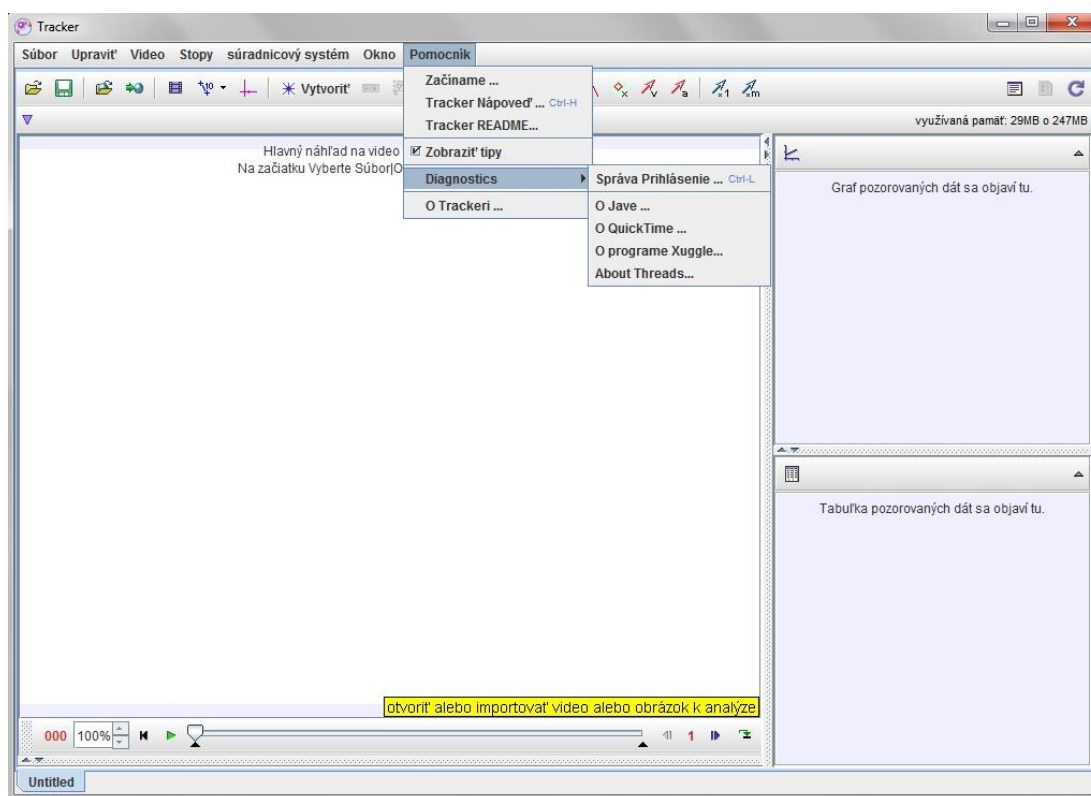 Tracker
Súbor Upraviť Video Stopy súradnicový systém Okno Pomocník
Vytvoriť
Začíname ...
Tracker Nápoveď ... Ctrl-H
Tracker README...
Zobraziť tipy
Diagnostics
O Trackeri ...
Správa Prihlásenie ... Ctrl-L
O Jave ...
O QuickTime ...
O programe Xuggle...
About Threads...
využívaná pamäť: 29MB o 247MB
Hlavný náhľad na video
Na začiatku Vyberte Súbor|O
Graf pozorovaných dát sa objaví tu.
Tabuľka pozorovaných dát sa objaví tu.
otvoriť alebo importovať video alebo obrázok k analýze
000 100% 1
Untitled